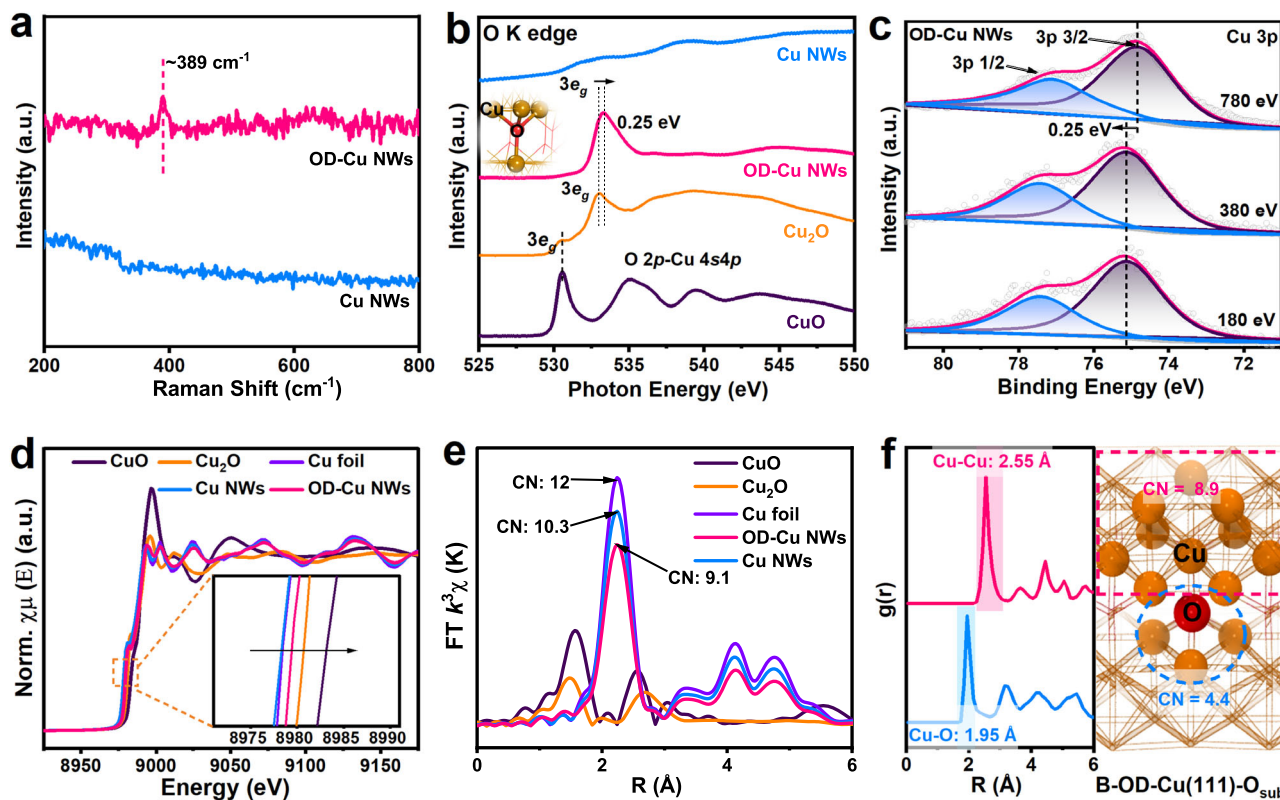 a
~389 cm⁻¹
OD-Cu NWs
Cu NWs
Intensity (a.u.)
200 400 600 800
Raman Shift (cm⁻¹)
b
O K edge
Cu NWs
3e_g
Cu
O
0.25 eV
OD-Cu NWs
3e_g
Cu₂O
3e_g
O 2p-Cu 4s4p
CuO
Intensity (a.u.)
525 530 535 540 545 550
Photon Energy (eV)
c
OD-Cu NWs
3p 3/2
Cu 3p
3p 1/2
780 eV
0.25 eV
380 eV
180 eV
Intensity (a.u.)
80 78 76 74 72
Binding Energy (eV)
d
CuO Cu₂O Cu foil
Cu NWs OD-Cu NWs
Norm. χμ (E) (a.u.)
8975 8980 8985 8990
8950 9000 9050 9100 9150
Energy (eV)
e
CuO
Cu₂O
Cu foil
OD-Cu NWs
Cu NWs
CN: 12
CN: 10.3
CN: 9.1
FT k³χ (K)
0 2 4 6
R (Å)
f
Cu-Cu: 2.55 Å
CN = 8.9
Cu
O
CN = 4.4
Cu-O: 1.95 Å
g(r)
0 2 4 6
R (Å)
B-OD-Cu(111)-O_sub